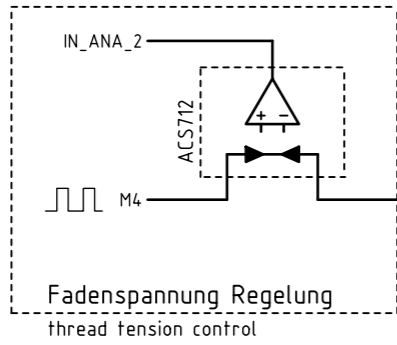 IN_ANA_2
ACS712
+ −
M4
Fadenspannung Regelung
thread tension control